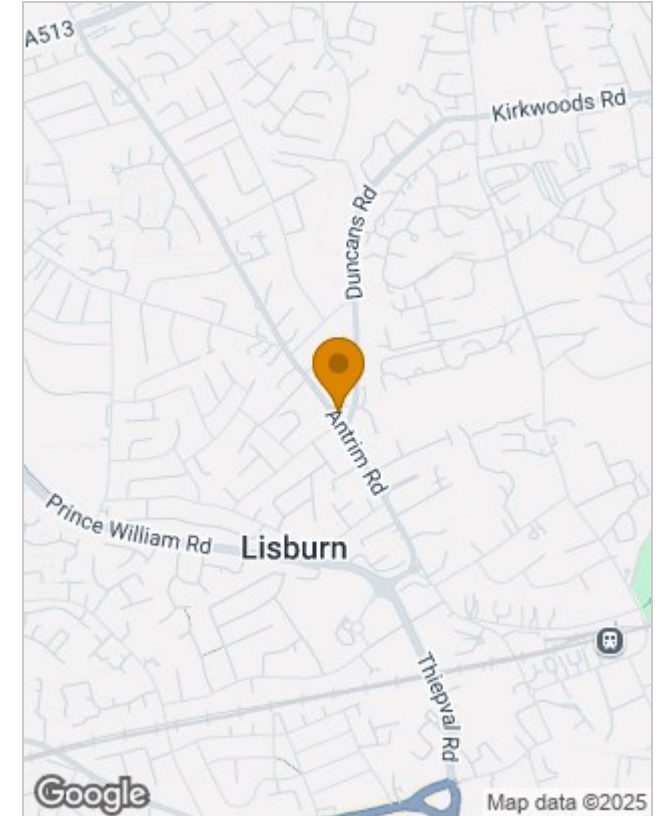 A513
Kirkwoods Rd
Duncans Rd
Antrim Rd
Prince William Rd
Lisburn
Thiepval Rd
Google
Map data ©2025